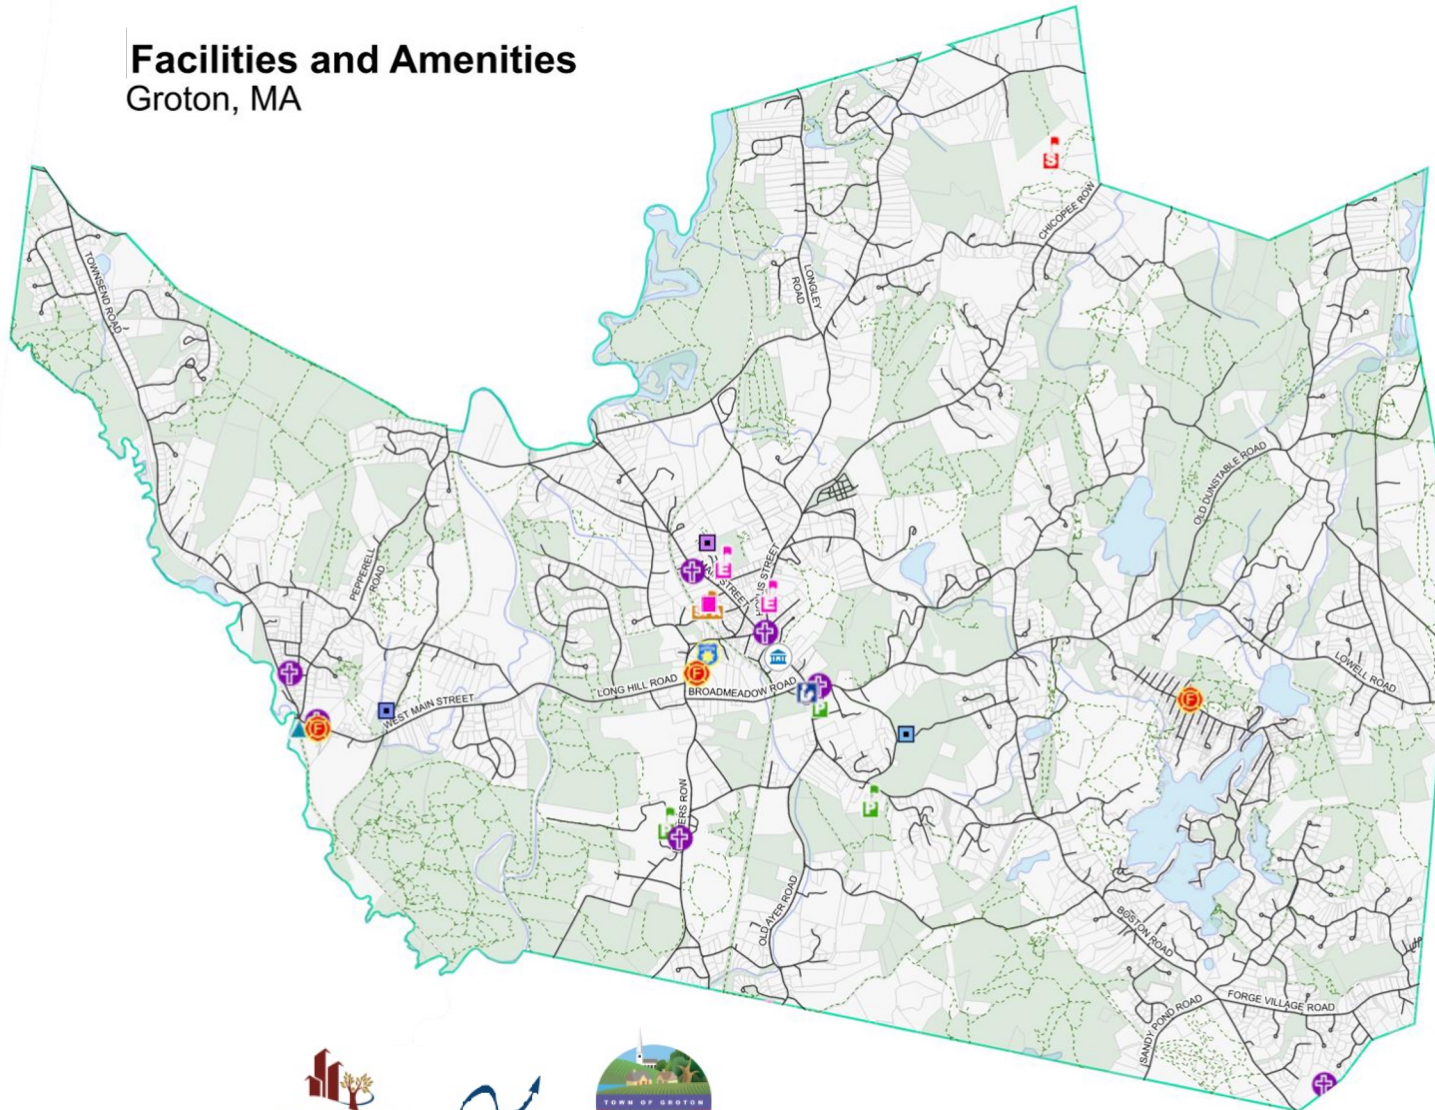 Facilities and Amenities
Groton, MA
S
CHICOPEE ROW
TOWNSEND ROAD
LONGLEY
ROAD
OLD DUNSTABLE ROAD
PEPPERELL
ROAD
E
STREET
STREET
E
LOWELL ROAD
LONG HILL ROAD
F
BROADMEADOW ROAD
F
WEST MAIN STREET
F
P
P
OLD AYER ROAD
BOSTON ROAD
FORGE VILLAGE ROAD
SANDY POND ROAD
TOWN OF GROTON